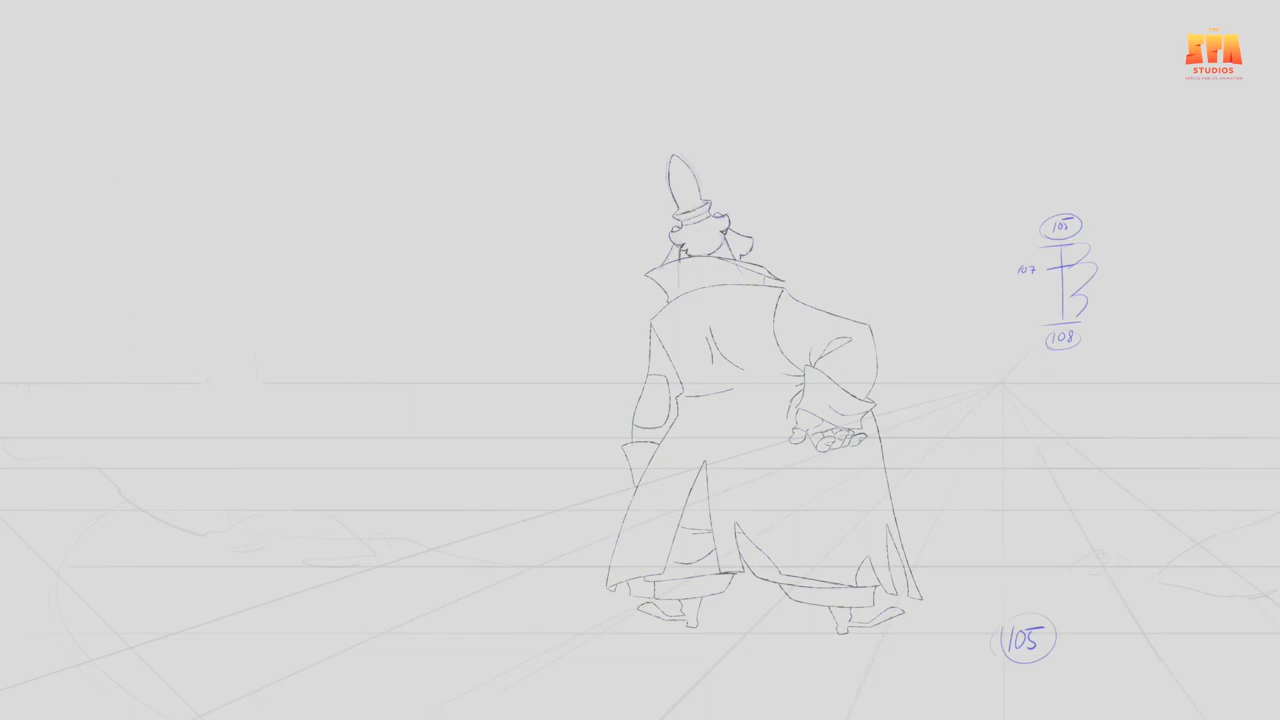 THE
SPA
STUDIOS
SERGIO PABLOS ANIMATION
105
107
108
105